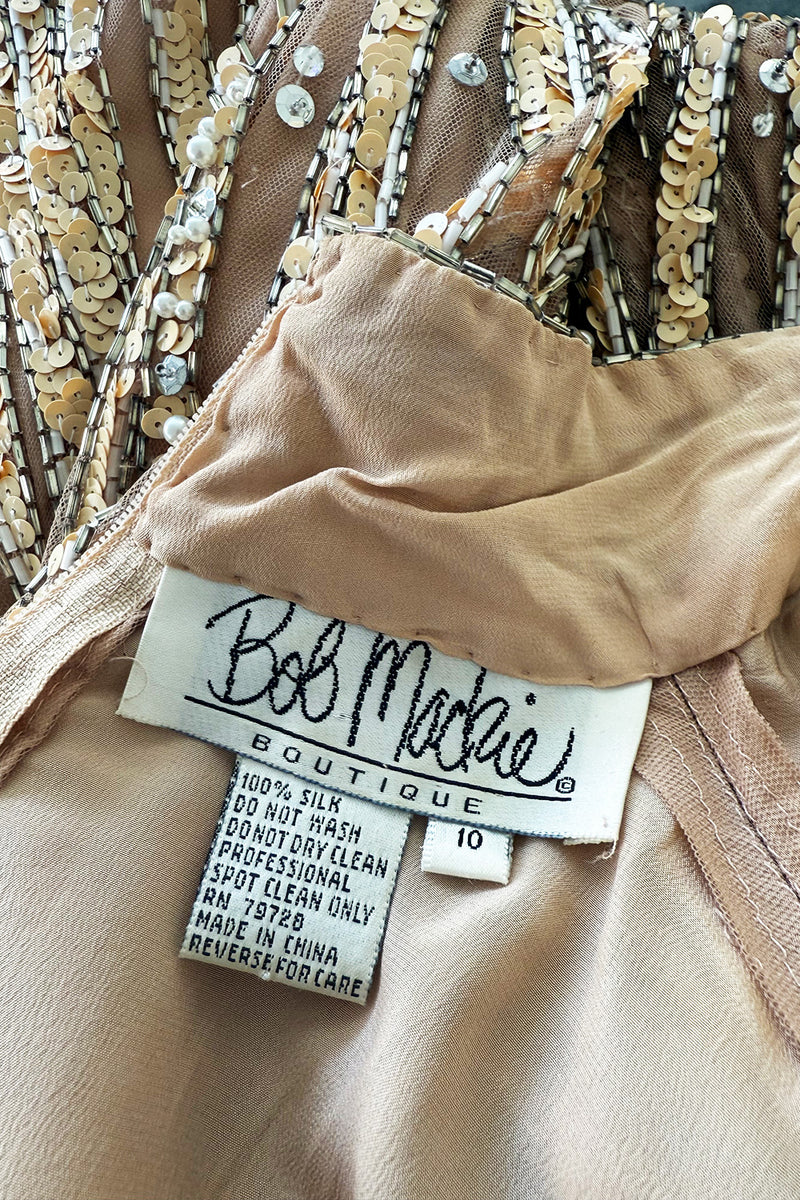 Bob Mackie
©
BOUTIQUE
10
100% SILK
DO NOT WASH
DO NOT DRY CLEAN
PROFESSIONAL
SPOT CLEAN ONLY
RN 79728
MADE IN CHINA
REVERSE FOR CARE